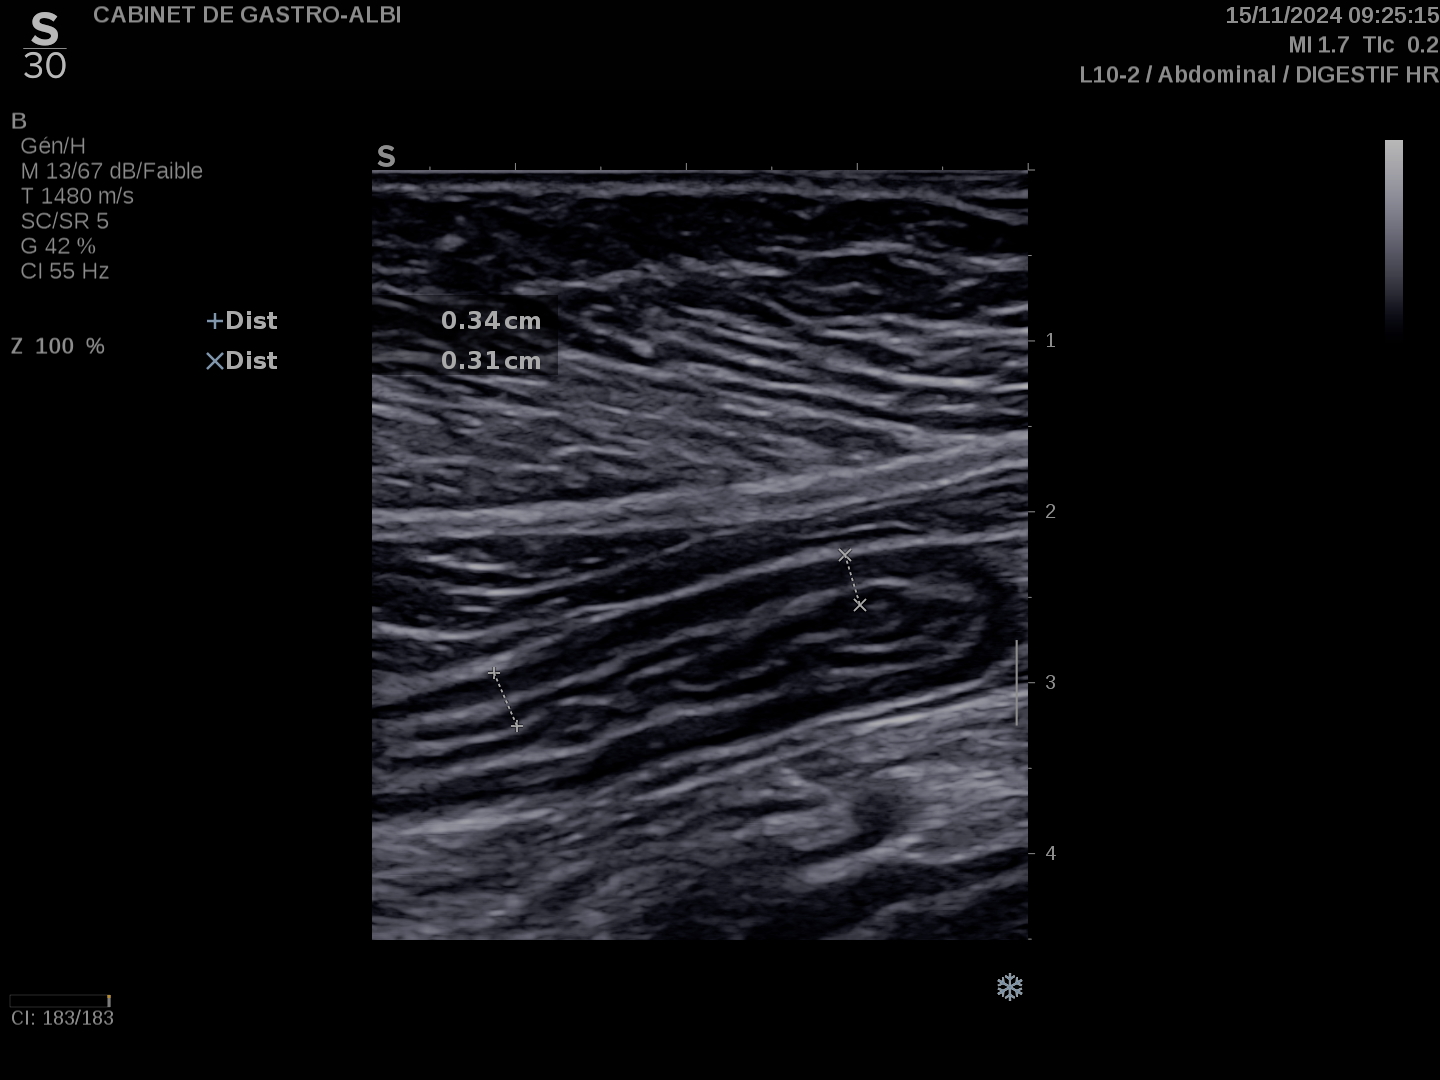 CABINET DE GASTRO-ALBI
15/11/2024 09:25:15
S
30
MI 1.7 TIc 0.2
L10-2 / Abdominal / DIGESTIF HR
B
Gén/H
M 13/67 dB/Faible
T 1480 m/s
SC/SR 5
G 42 %
CI 55 Hz
Z 100 %
S
+Dist 0.34 cm
×Dist 0.31 cm
1
2
3
4
CI: 183/183